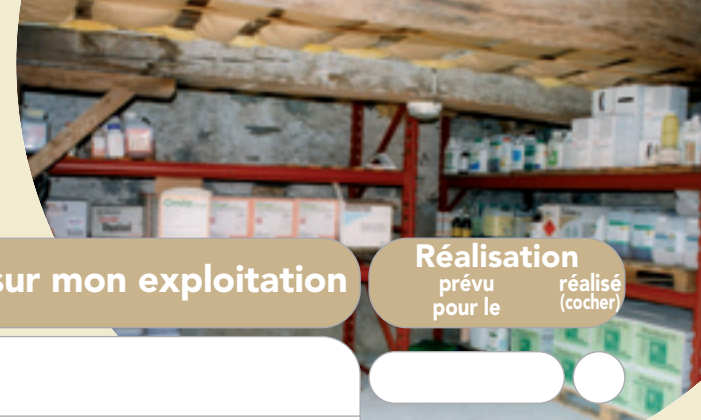 sur mon exploitation
Réalisation
prévu
pour le
réalisé
(cocher)